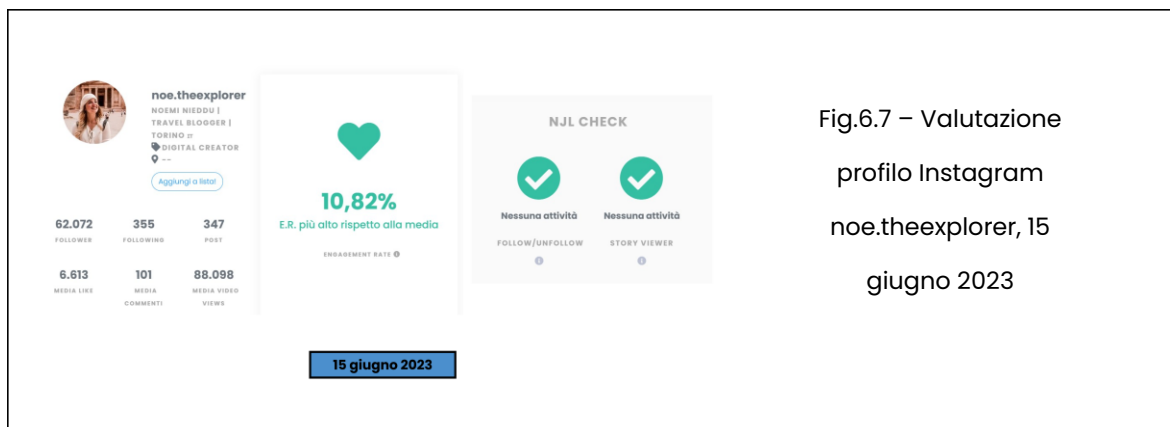 noe.theexplorer
NOEMI NIEDDU |
TRAVEL BLOGGER |
TORINO
DIGITAL CREATOR
--
Aggiungi a lista!
62.072
355
347
FOLLOWER
FOLLOWING
POST
6.613
101
88.098
MEDIA LIKE
MEDIA
COMMENTI
MEDIA VIDEO
VIEWS
10,82%
E.R. più alto rispetto alla media
ENGAGEMENT RATE
NJL CHECK
Nessuna attività
Nessuna attività
FOLLOW/UNFOLLOW
STORY VIEWER
15 giugno 2023
Fig.6.7 – Valutazione
profilo Instagram
noe.theexplorer, 15
giugno 2023